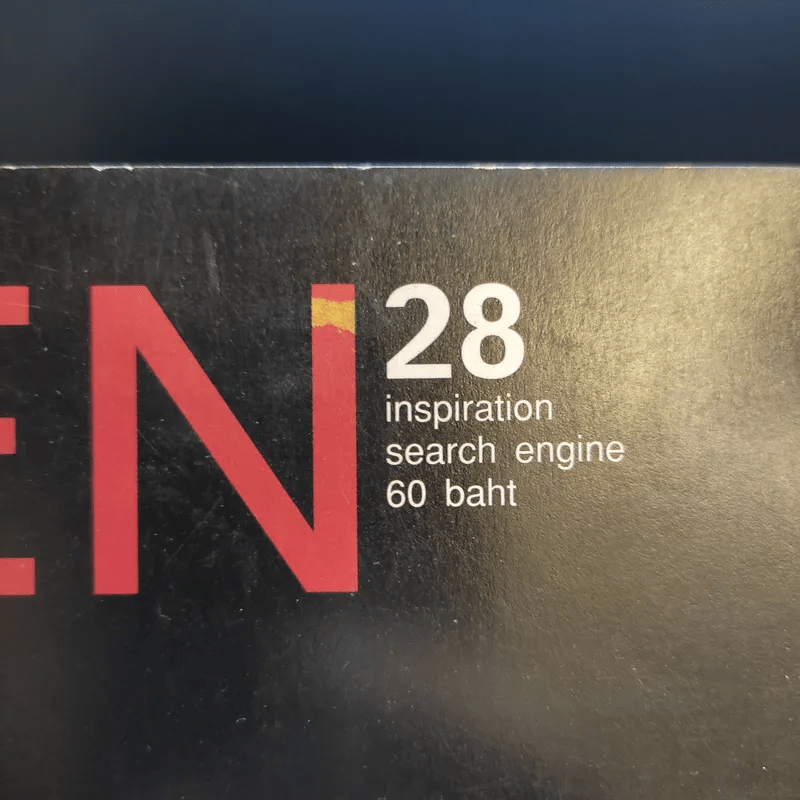 EN
28
inspiration
search engine
60 baht